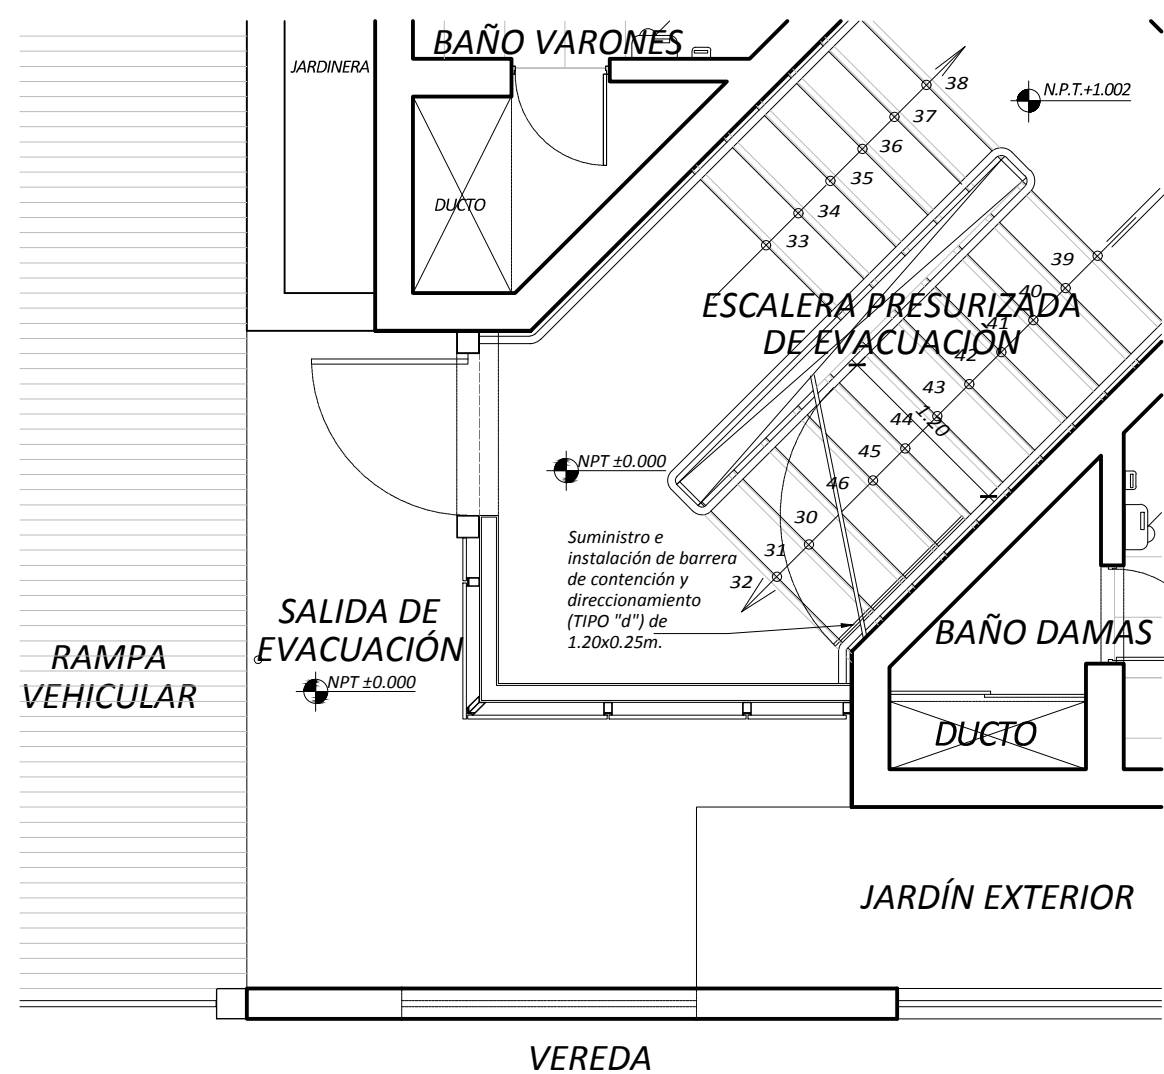 BAÑO VARONES
JARDINERA
38
N.P.T.+1.002
37
36
35
DUCTO
34
33
39
40
ESCALERA PRESURIZADA
DE EVACUACIÓN
41
42
43
44
1.20
45
NPT ±0.000
46
30
Suministro e
instalación de barrera
de contención y
direccionamiento
(TIPO "d") de
1.20x0.25m.
31
32
SALIDA DE
EVACUACIÓN
NPT ±0.000
RAMPA
VEHICULAR
BAÑO DAMAS
DUCTO
JARDÍN EXTERIOR
VEREDA